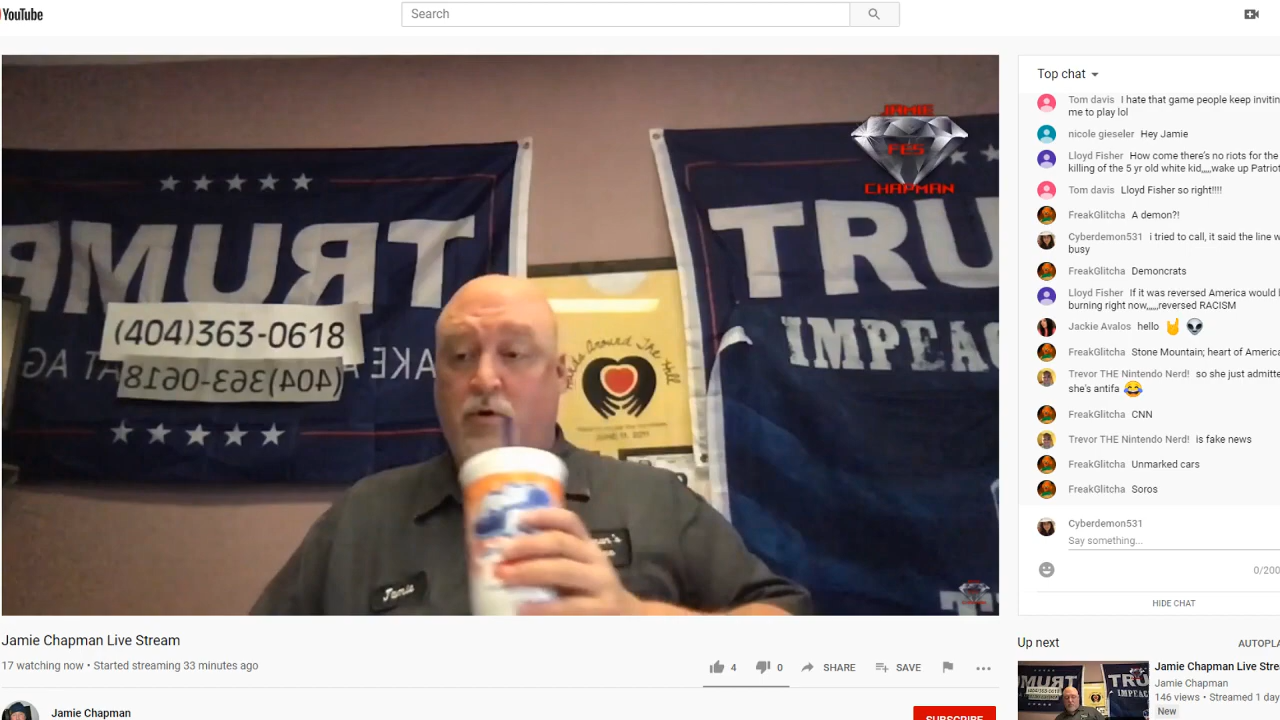 YouTube
Search
JAMIE
FES
CHAPMAN
TRUMP
(404)363-0618
(404)363-0618
TRU
IMPEAC
Around The
JUNE 11, 2011
Jamie
Jamie Chapman Live Stream
17 watching now • Started streaming 33 minutes ago
4
0
SHARE
SAVE
Jamie Chapman
SUBSCRIBE
Top chat
Tom davis I hate that game people keep inviting
me to play lol
nicole gieseler Hey Jamie
Lloyd Fisher How come there's no riots for the
killing of the 5 yr old white kid,,,,,wake up Patriot
Tom davis Lloyd Fisher so right!!!!
FreakGlitcha A demon?!
Cyberdemon531 i tried to call, it said the line w
busy
FreakGlitcha Demoncrats
Lloyd Fisher If it was reversed America would b
burning right now,,,,,reversed RACISM
Jackie Avalos hello 🤘 👽
FreakGlitcha Stone Mountain; heart of America
Trevor THE Nintendo Nerd! so she just admitte
she's antifa 😂
FreakGlitcha CNN
Trevor THE Nintendo Nerd! is fake news
FreakGlitcha Unmarked cars
FreakGlitcha Soros
Cyberdemon531
Say something...
0/200
HIDE CHAT
Up next
AUTOPLA
Jamie Chapman Live Stre
Jamie Chapman
146 views • Streamed 1 day
New